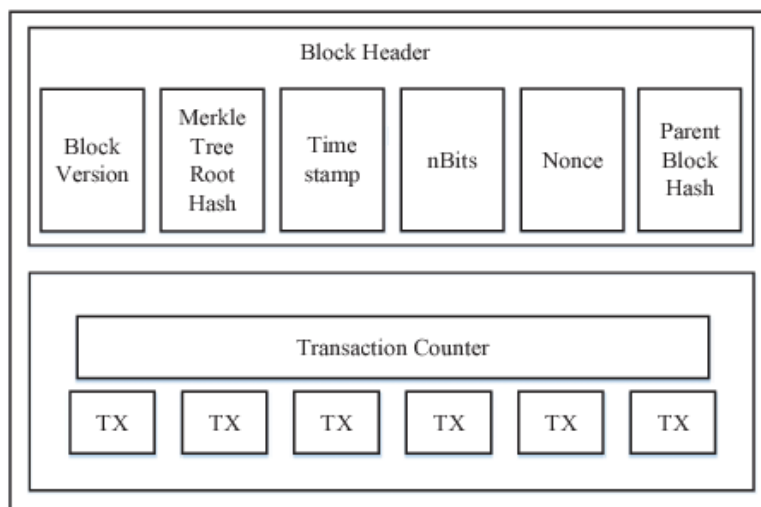 Block Header
Block
Version
Merkle
Tree
Root
Hash
Time
stamp
nBits
Nonce
Parent
Block
Hash
Transaction Counter
TX
TX
TX
TX
TX
TX